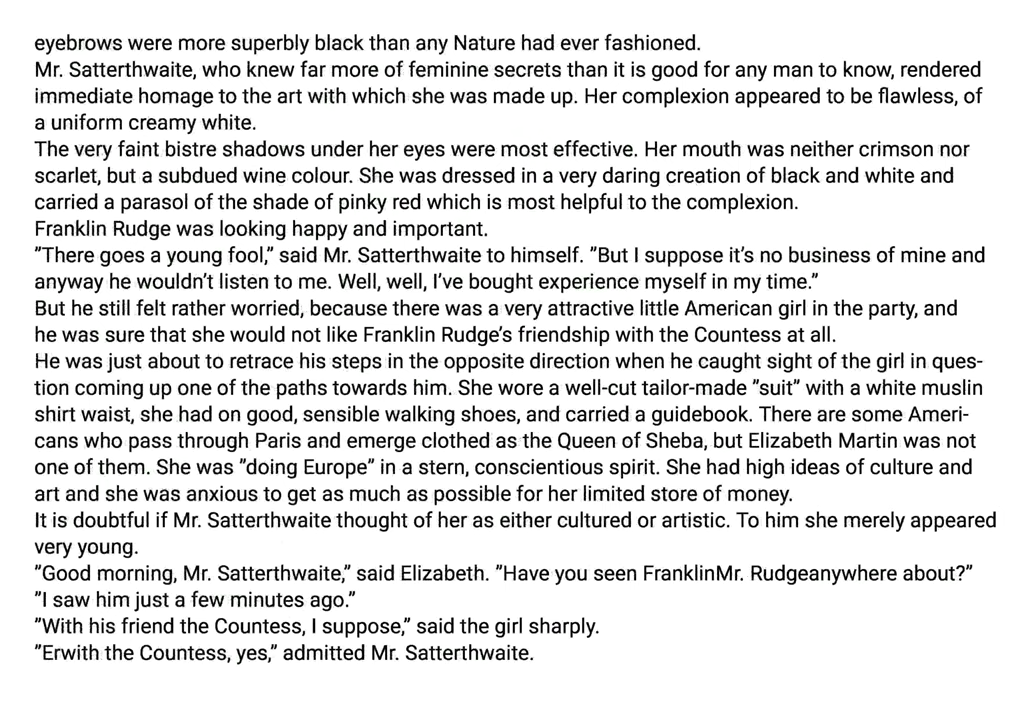 eyebrows were more superbly black than any Nature had ever fashioned.
Mr. Satterthwaite, who knew far more of feminine secrets than it is good for any man to know, rendered
immediate homage to the art with which she was made up. Her complexion appeared to be flawless, of
a uniform creamy white.
The very faint bistre shadows under her eyes were most effective. Her mouth was neither crimson nor
scarlet, but a subdued wine colour. She was dressed in a very daring creation of black and white and
carried a parasol of the shade of pinky red which is most helpful to the complexion.
Franklin Rudge was looking happy and important.
”There goes a young fool,” said Mr. Satterthwaite to himself. ”But I suppose it’s no business of mine and
anyway he wouldn’t listen to me. Well, well, I’ve bought experience myself in my time.”
But he still felt rather worried, because there was a very attractive little American girl in the party, and
he was sure that she would not like Franklin Rudge’s friendship with the Countess at all.
He was just about to retrace his steps in the opposite direction when he caught sight of the girl in ques-
tion coming up one of the paths towards him. She wore a well-cut tailor-made ”suit” with a white muslin
shirt waist, she had on good, sensible walking shoes, and carried a guidebook. There are some Ameri-
cans who pass through Paris and emerge clothed as the Queen of Sheba, but Elizabeth Martin was not
one of them. She was ”doing Europe” in a stern, conscientious spirit. She had high ideas of culture and
art and she was anxious to get as much as possible for her limited store of money.
It is doubtful if Mr. Satterthwaite thought of her as either cultured or artistic. To him she merely appeared
very young.
”Good morning, Mr. Satterthwaite,” said Elizabeth. ”Have you seen FranklinMr. Rudgeanywhere about?”
”I saw him just a few minutes ago.”
”With his friend the Countess, I suppose,” said the girl sharply.
”Erwith the Countess, yes,” admitted Mr. Satterthwaite.